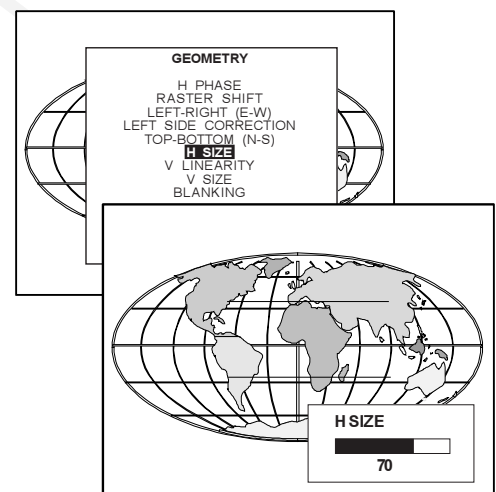 GEOMETRY
H PHASE
RASTER SHIFT
LEFT-RIGHT (E-W)
LEFT SIDE CORRECTION
TOP-BOTTOM (N-S)
H SIZE
V LINEARITY
V SIZE
BLANKING
H SIZE
70